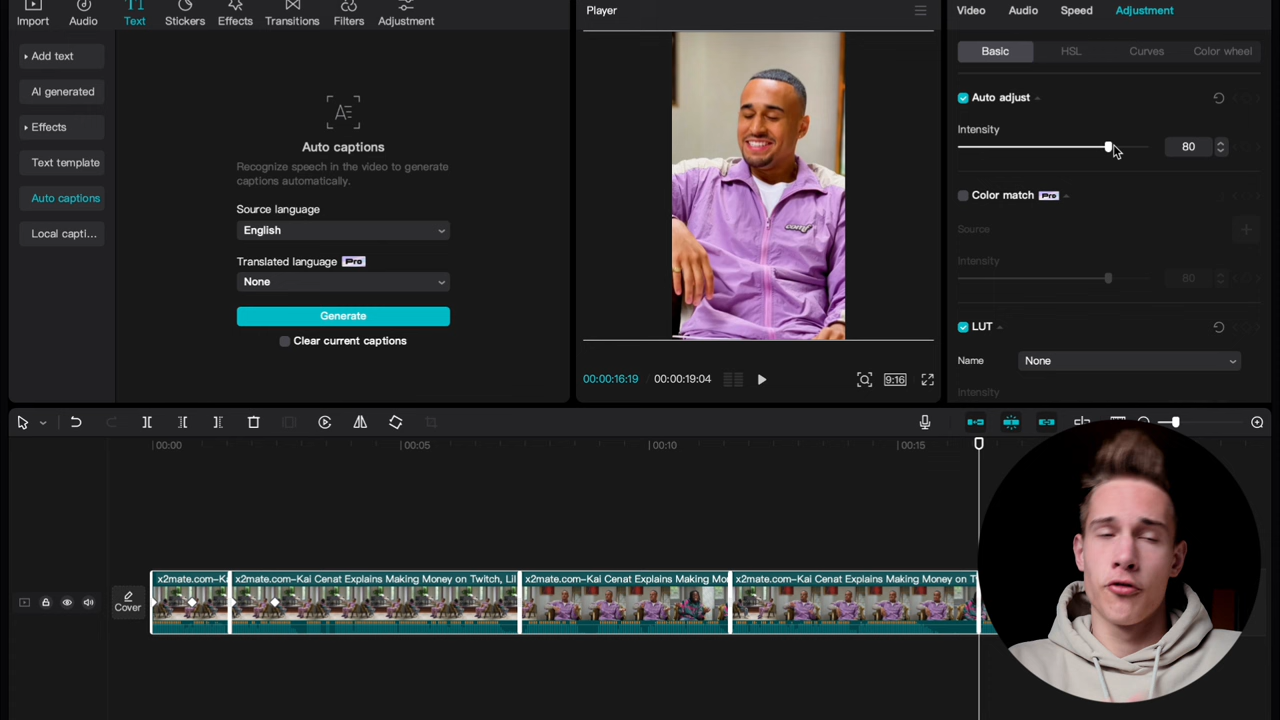 Import
Audio
Text
Stickers
Effects
Transitions
Filters
Adjustment
Add text
AI generated
Effects
Text template
Auto captions
Local capti...
Auto captions
Recognize speech in the video to generate
captions automatically.
Source language
English
Translated language Pro
None
Generate
Clear current captions
Player
00:00:16:19 / 00:00:19:04
9:16
Video
Audio
Speed
Adjustment
Basic
HSL
Curves
Color wheel
Auto adjust
Intensity
80
Color match Pro
Source
Intensity
80
LUT
Name
None
Intensity
00:00
00:05
00:10
00:15
Cover
x2mate.com-Ka
x2mate.com-Kai Cenat Explains Making Money on Twitch, Lil
x2mate.com-Kai Cenat Explains Making Mo
x2mate.com-Kai Cenat Explains Making Money on T